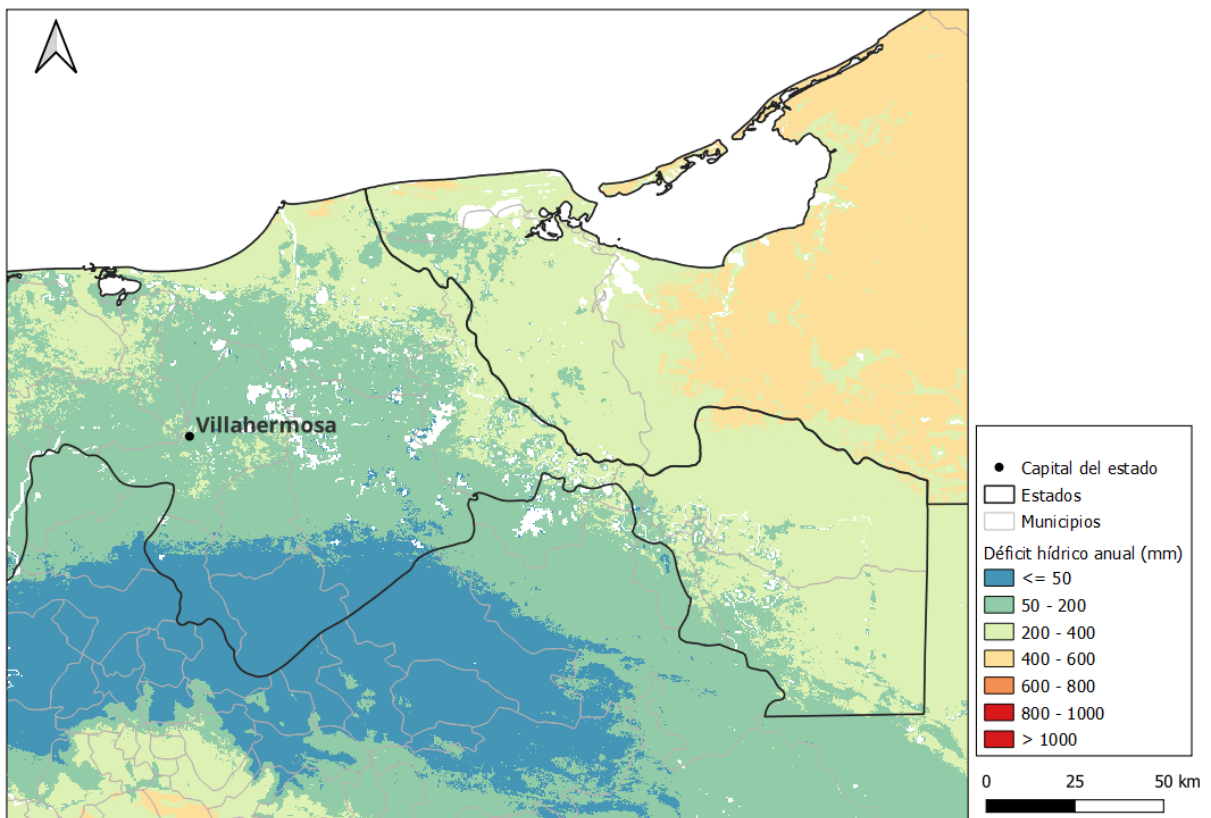 Villahermosa
Capital del estado
Estados
Municipios
Déficit hídrico anual (mm)
<= 50
50 - 200
200 - 400
400 - 600
600 - 800
800 - 1000
> 1000
0 25 50 km